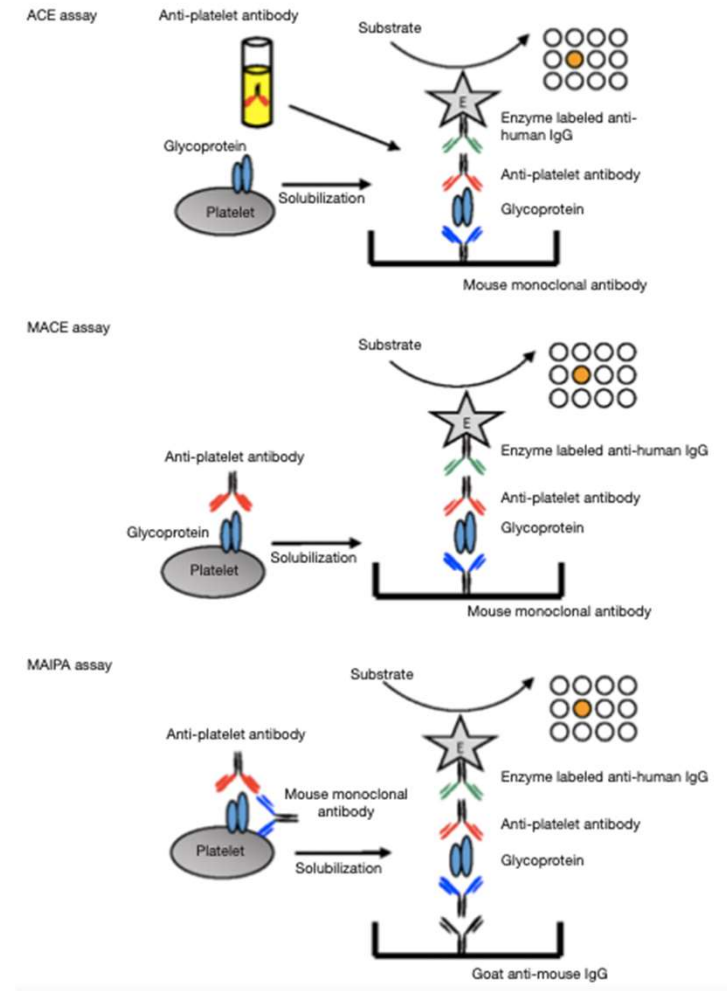 ACE assay
Anti-platelet antibody
Substrate
E
Enzyme labeled anti-
human IgG
Glycoprotein
Anti-platelet antibody
Solubilization
Platelet
Glycoprotein
Mouse monoclonal antibody
MACE assay
Substrate
E
Enzyme labeled anti-human IgG
Anti-platelet antibody
Anti-platelet antibody
Glycoprotein
Glycoprotein
Solubilization
Platelet
Mouse monoclonal antibody
MAIPA assay
Substrate
Anti-platelet antibody
E
Enzyme labeled anti-human IgG
Mouse monoclonal
antibody
Anti-platelet antibody
Platelet
Glycoprotein
Solubilization
Goat anti-mouse IgG